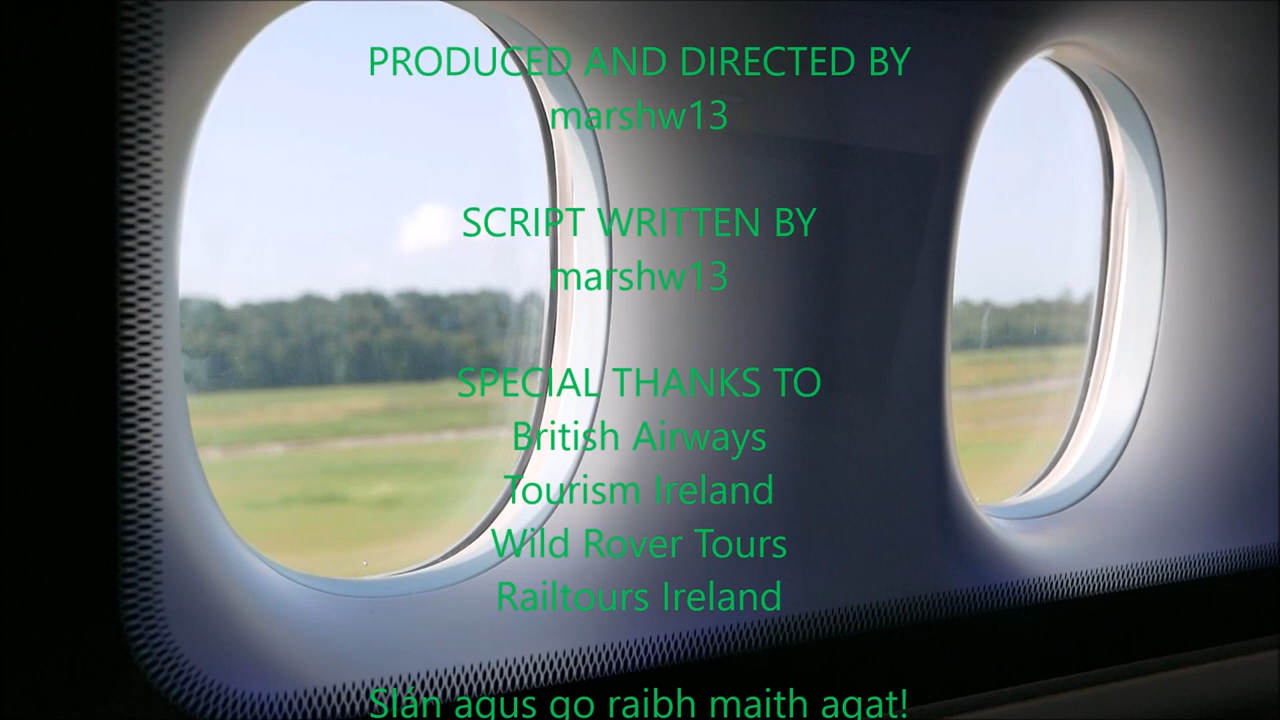 PRODUCED AND DIRECTED BY
marshw13
SCRIPT WRITTEN BY
marshw13
SPECIAL THANKS TO
British Airways
Tourism Ireland
Wild Rover Tours
Railtours Ireland
Slán agus go raibh maith agat!